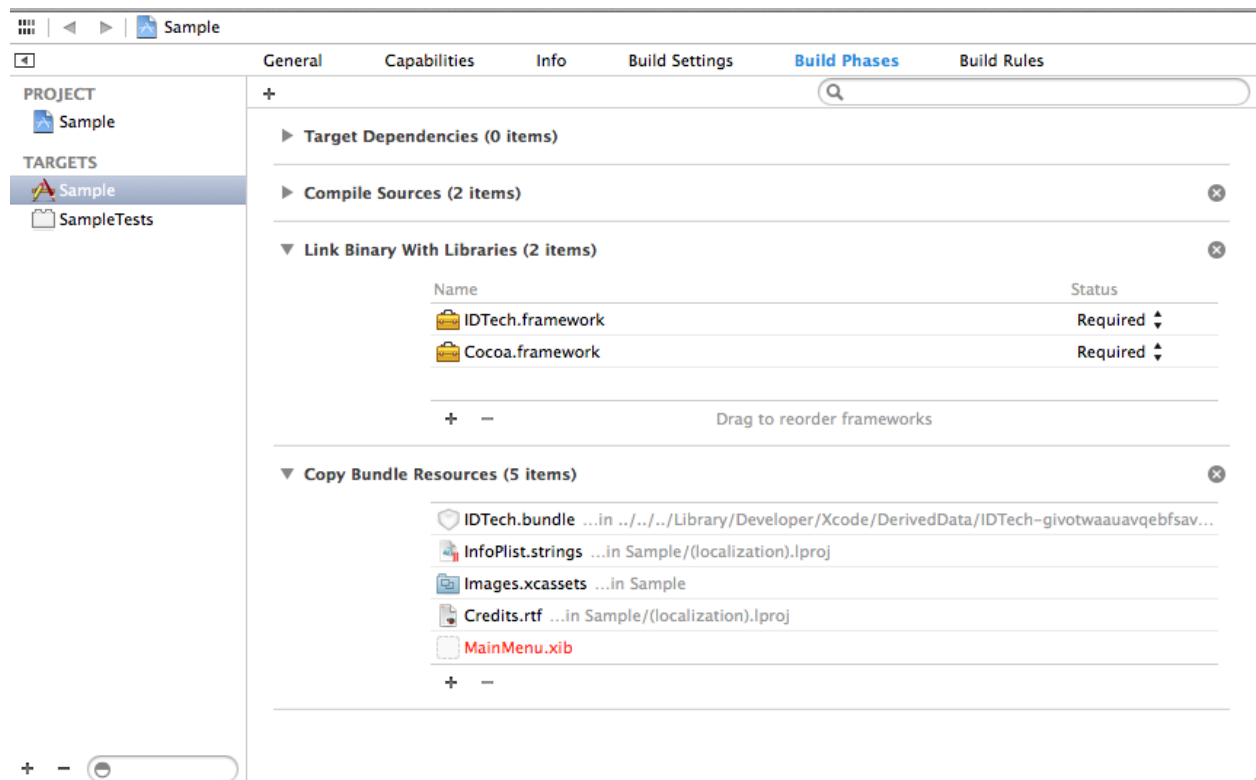 Sample
General Capabilities Info Build Settings Build Phases Build Rules
PROJECT
Sample
TARGETS
Sample
SampleTests
Target Dependencies (0 items)
Compile Sources (2 items)
Link Binary With Libraries (2 items)
Name Status
IDTech.framework Required
Cocoa.framework Required
+ − Drag to reorder frameworks
Copy Bundle Resources (5 items)
IDTech.bundle ...in ../../../Library/Developer/Xcode/DerivedData/IDTech-givotwaauavqebfsav...
InfoPlist.strings ...in Sample/(localization).lproj
Images.xcassets ...in Sample
Credits.rtf ...in Sample/(localization).lproj
MainMenu.xib